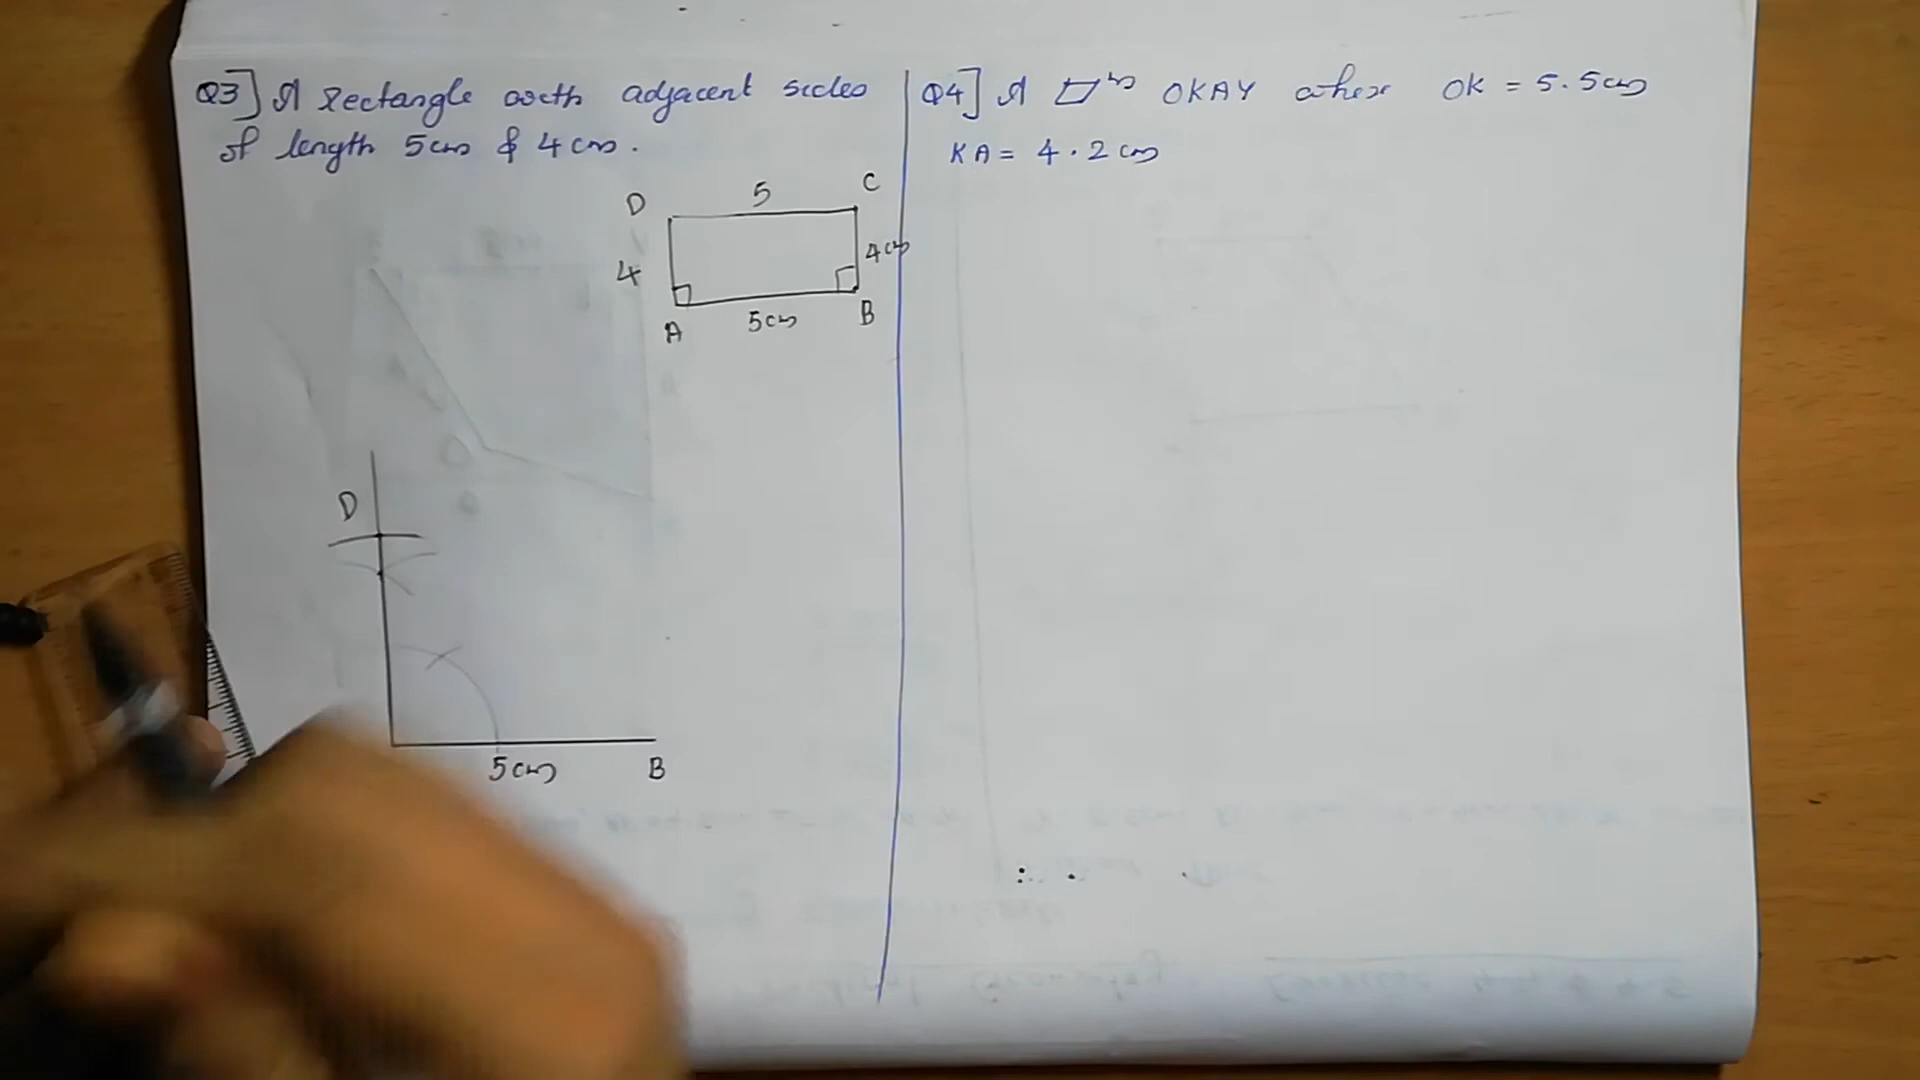 Q3] A rectangle with adjacent sides
of length 5cm & 4cm.
D 5 C
4 4cm
A 5cm B
D
5cm B
Q4] A ▱m OKAY where OK = 5.5cm
KA = 4.2cm